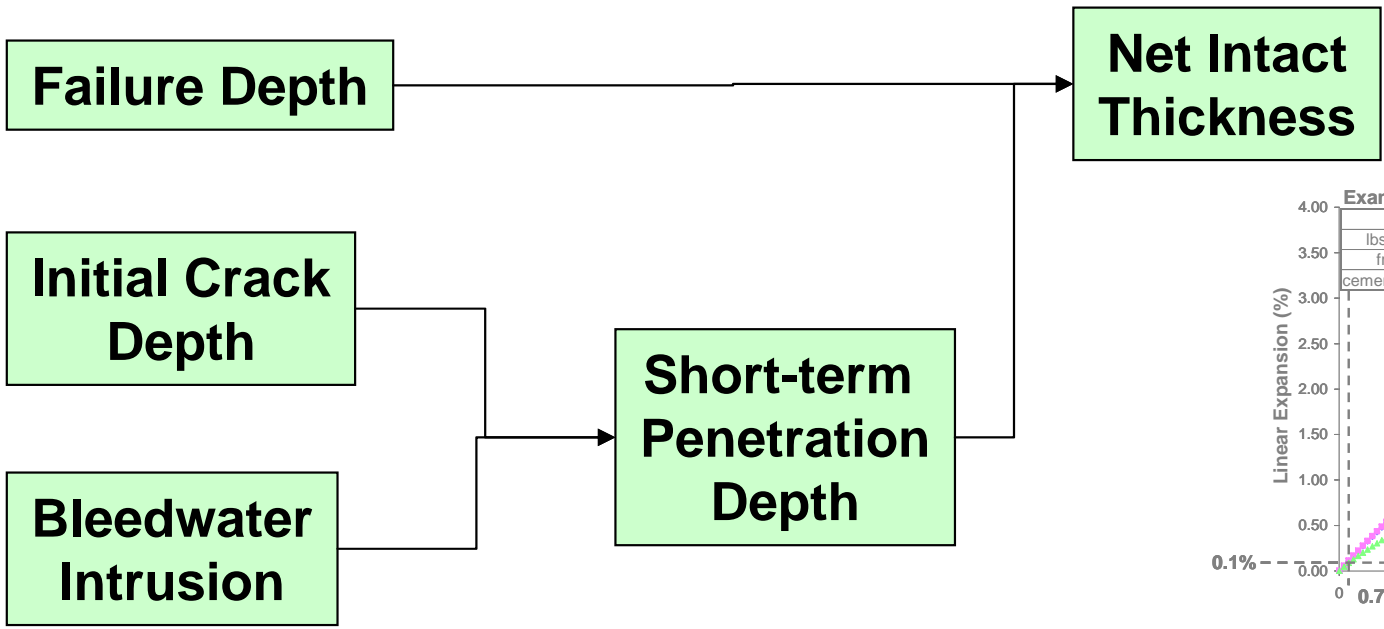 Failure Depth
Net Intact
Thickness
Initial Crack
Depth
Short-term
Penetration
Depth
Bleedwater
Intrusion
Linear Expansion (%)
4.00
3.50
3.00
2.50
2.00
1.50
1.00
0.50
0.00
0.1%
0